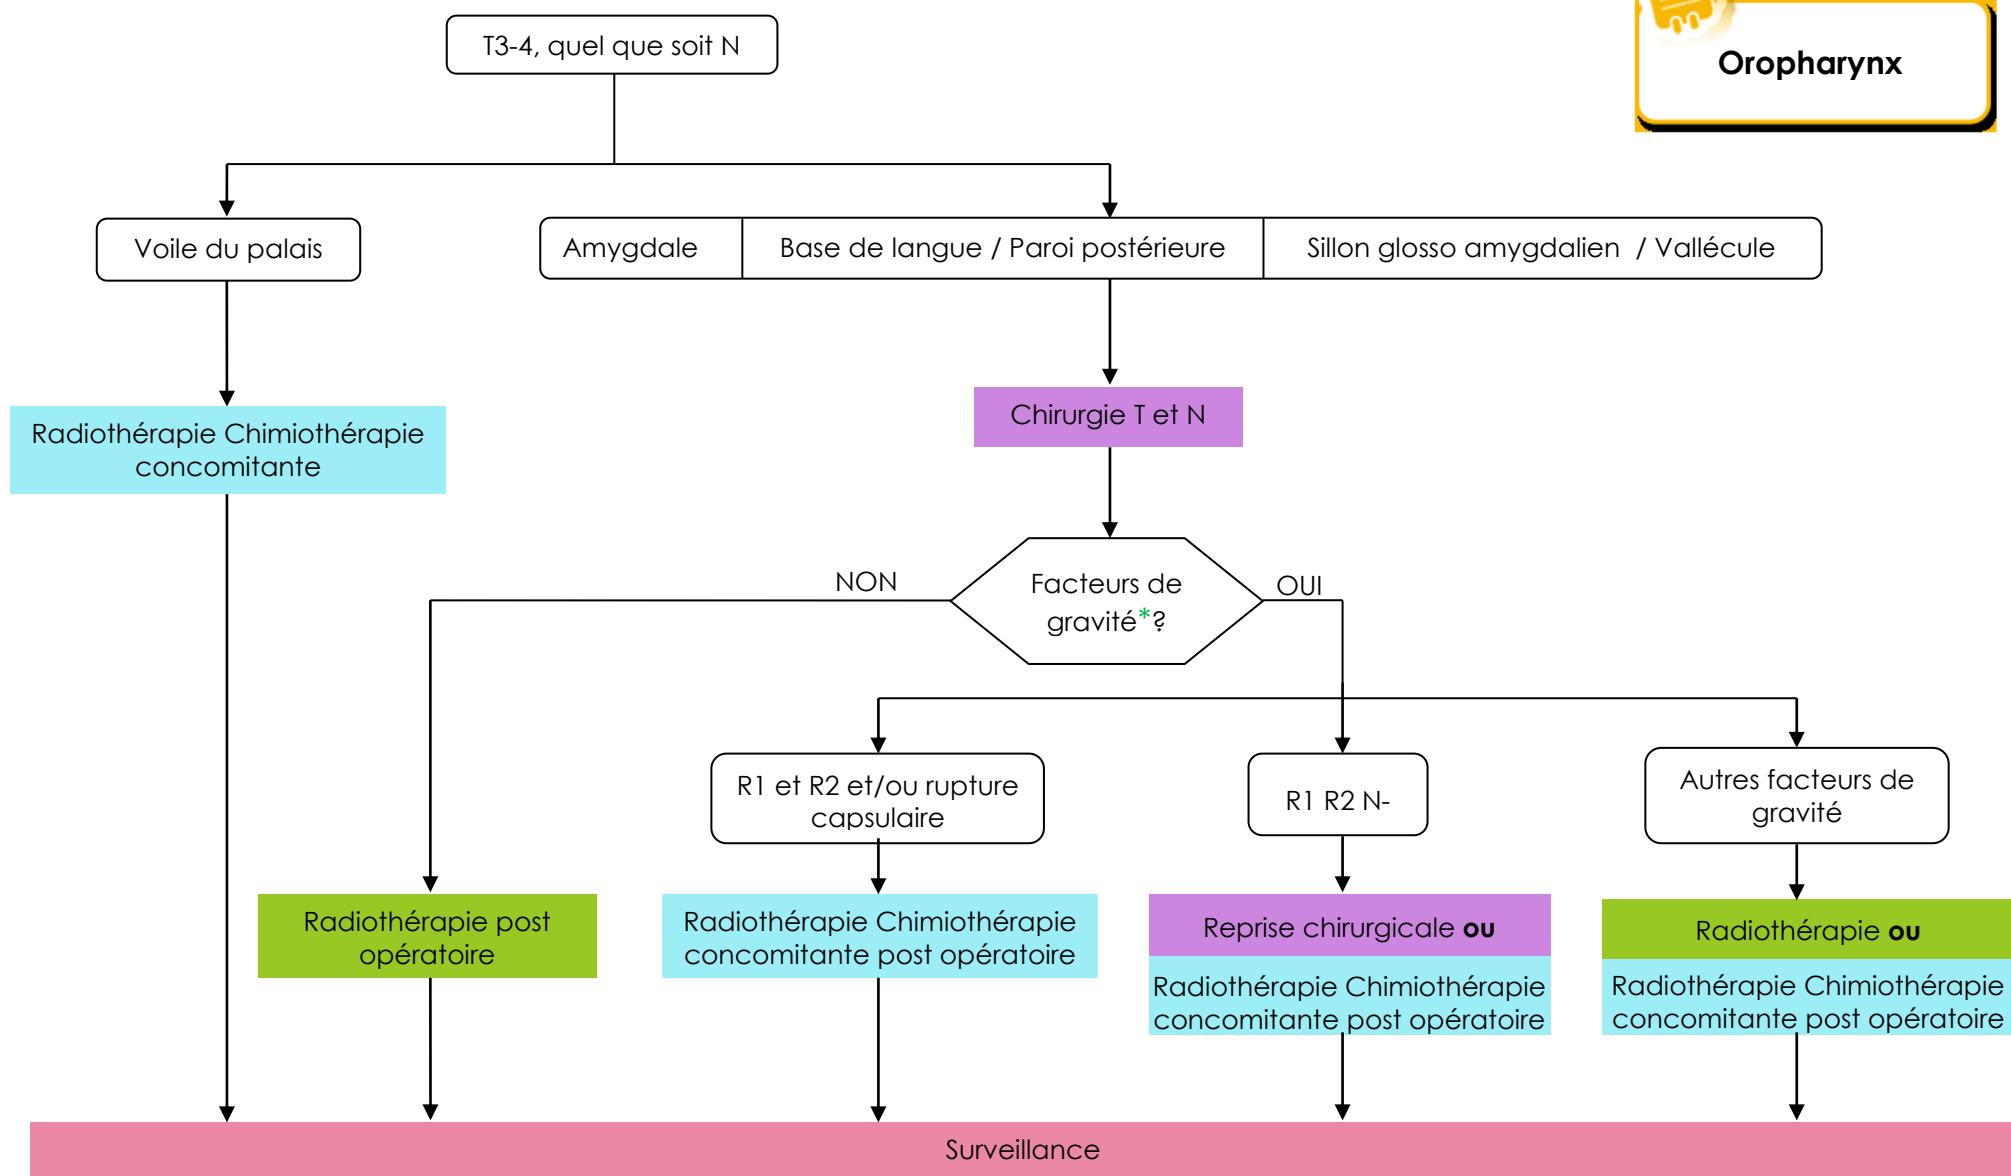 T3-4, quel que soit N
Oropharynx
Voile du palais
Amygdale
Base de langue / Paroi postérieure
Sillon glosso amygdalien / Vallécule
Radiothérapie Chimiothérapie
concomitante
Chirurgie T et N
NON
Facteurs de
gravité*?
OUI
R1 et R2 et/ou rupture
capsulaire
R1 R2 N-
Autres facteurs de
gravité
Radiothérapie post
opératoire
Radiothérapie Chimiothérapie
concomitante post opératoire
Reprise chirurgicale ou
Radiothérapie Chimiothérapie
concomitante post opératoire
Radiothérapie ou
Radiothérapie Chimiothérapie
concomitante post opératoire
Surveillance